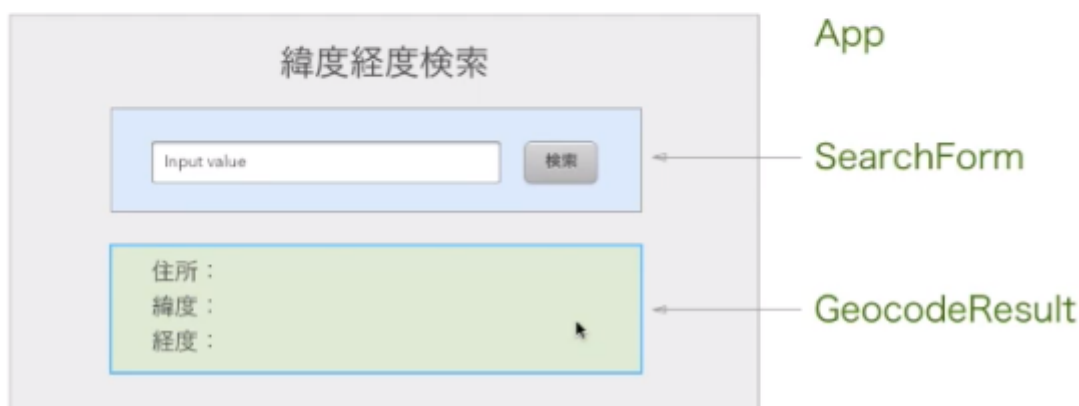 App
緯度経度検索
Input value
検索
SearchForm
住所：
緯度：
経度：
GeocodeResult